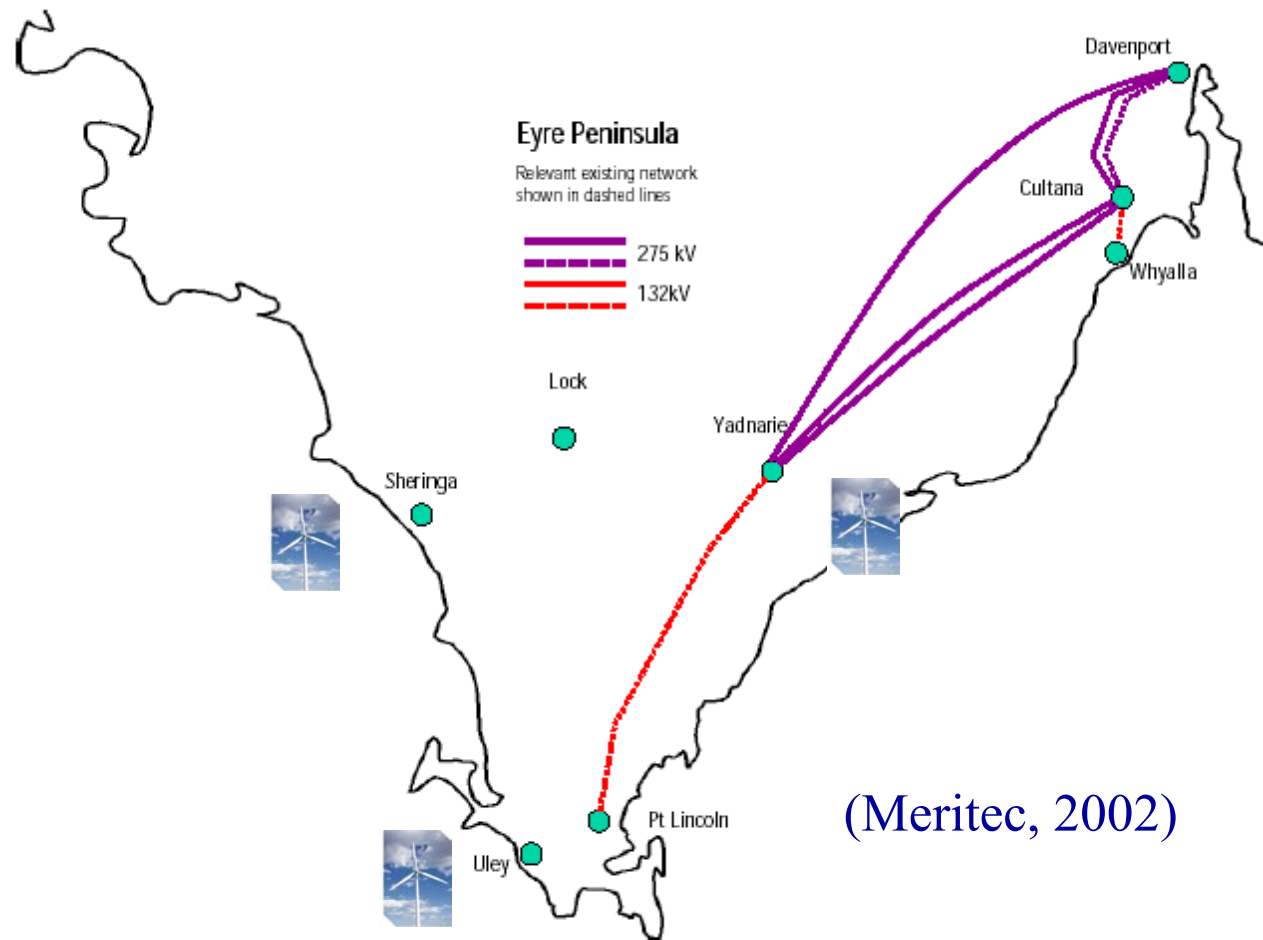 Davenport
Eyre Peninsula
Relevant existing network
shown in dashed lines
275 kV
132kV
Cultana
Whyalla
Lock
Yadnarie
Sheringa
Pt Lincoln
Uley
(Meritec, 2002)